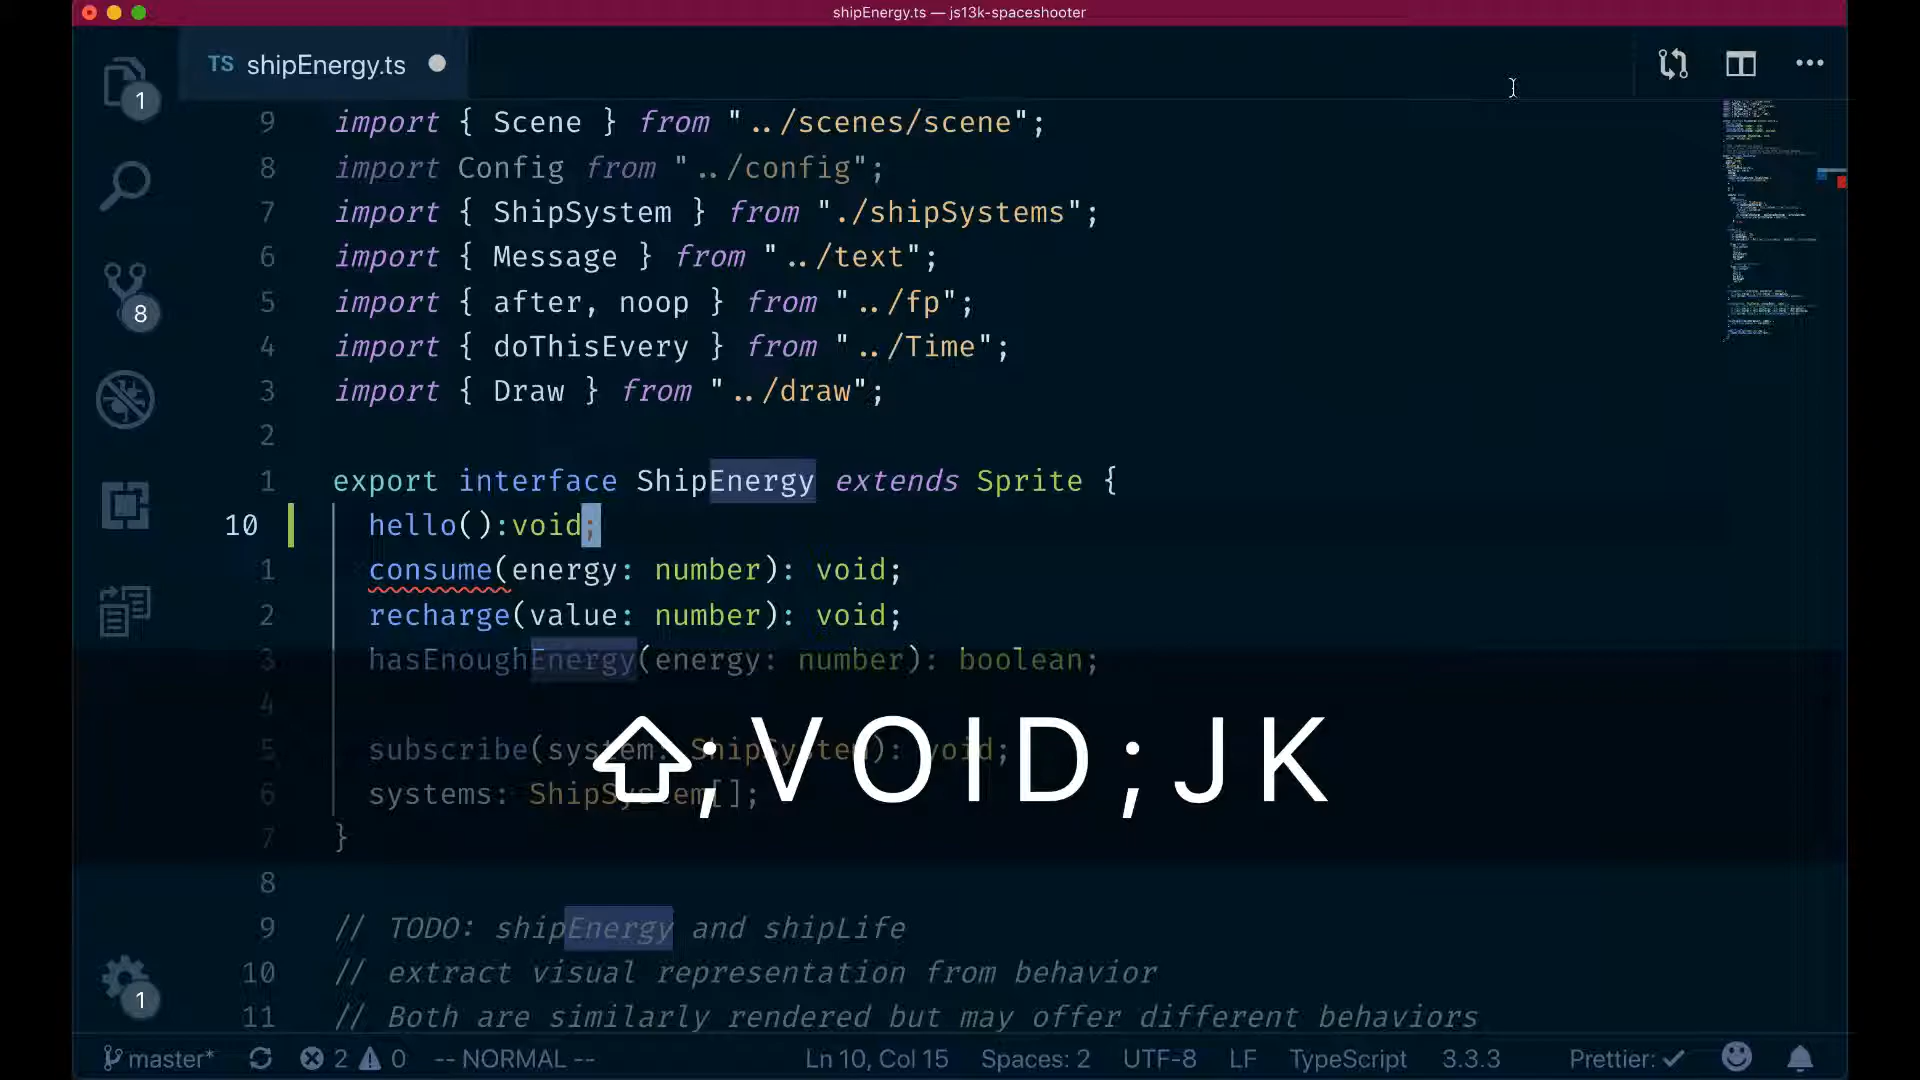 shipEnergy.ts — js13k-spaceshooter
TS shipEnergy.ts
1
9 import { Scene } from "../scenes/scene";
8 import Config from "../config";
7 import { ShipSystem } from "./shipSystems";
6 import { Message } from "../text";
5 import { after, noop } from "../fp";
8
4 import { doThisEvery } from "../Time";
3 import { Draw } from "../draw";
2
1 export interface ShipEnergy extends Sprite {
10 hello():void;
1 consume(energy: number): void;
2 recharge(value: number): void;
3 hasEnoughEnergy(energy: number): boolean;
4
5 subscribe(system: ShipSystem): void;
⇧;VOID;JK
6 systems: ShipSystem[];
7 }
8
9 // TODO: shipEnergy and shipLife
10 // extract visual representation from behavior
1
11 // Both are similarly rendered but may offer different behaviors
master* 2 0 -- NORMAL -- Ln 10, Col 15 Spaces: 2 UTF-8 LF TypeScript 3.3.3 Prettier: ✓